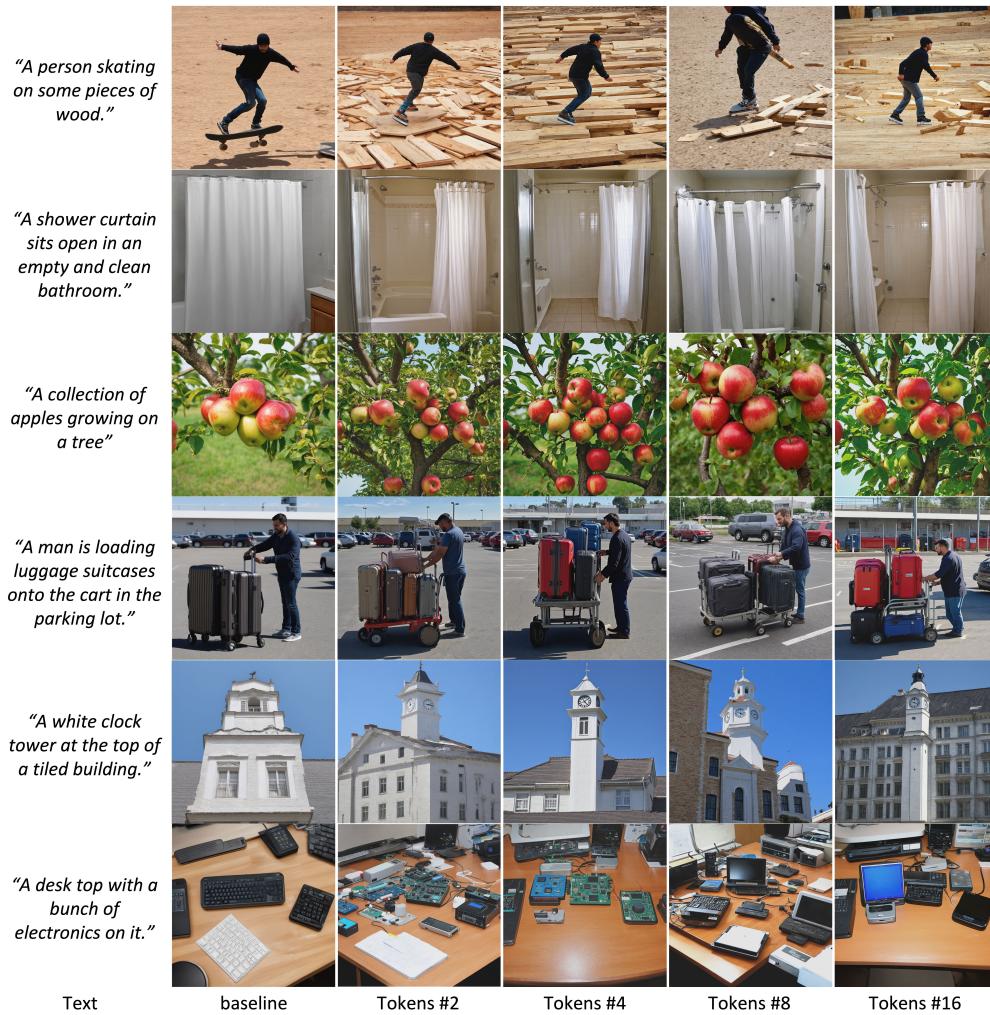 “A person skating
on some pieces of
wood.”
“A shower curtain
sits open in an
empty and clean
bathroom.”
“A collection of
apples growing on
a tree”
“A man is loading
luggage suitcases
onto the cart in the
parking lot.”
“A white clock
tower at the top of
a tiled building.”
“A desk top with a
bunch of
electronics on it.”
Text
baseline
Tokens #2
Tokens #4
Tokens #8
Tokens #16